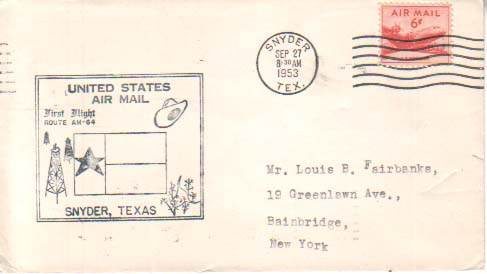 SNYDER
SEP 27
8-30 AM
1953
TEX.
AIR MAIL
6¢
UNITED STATES
AIR MAIL
First Flight
ROUTE AM-64
SNYDER, TEXAS
Mr. Louis B. Fairbanks,
19 Greenlawn Ave.,
Bainbridge,
New York